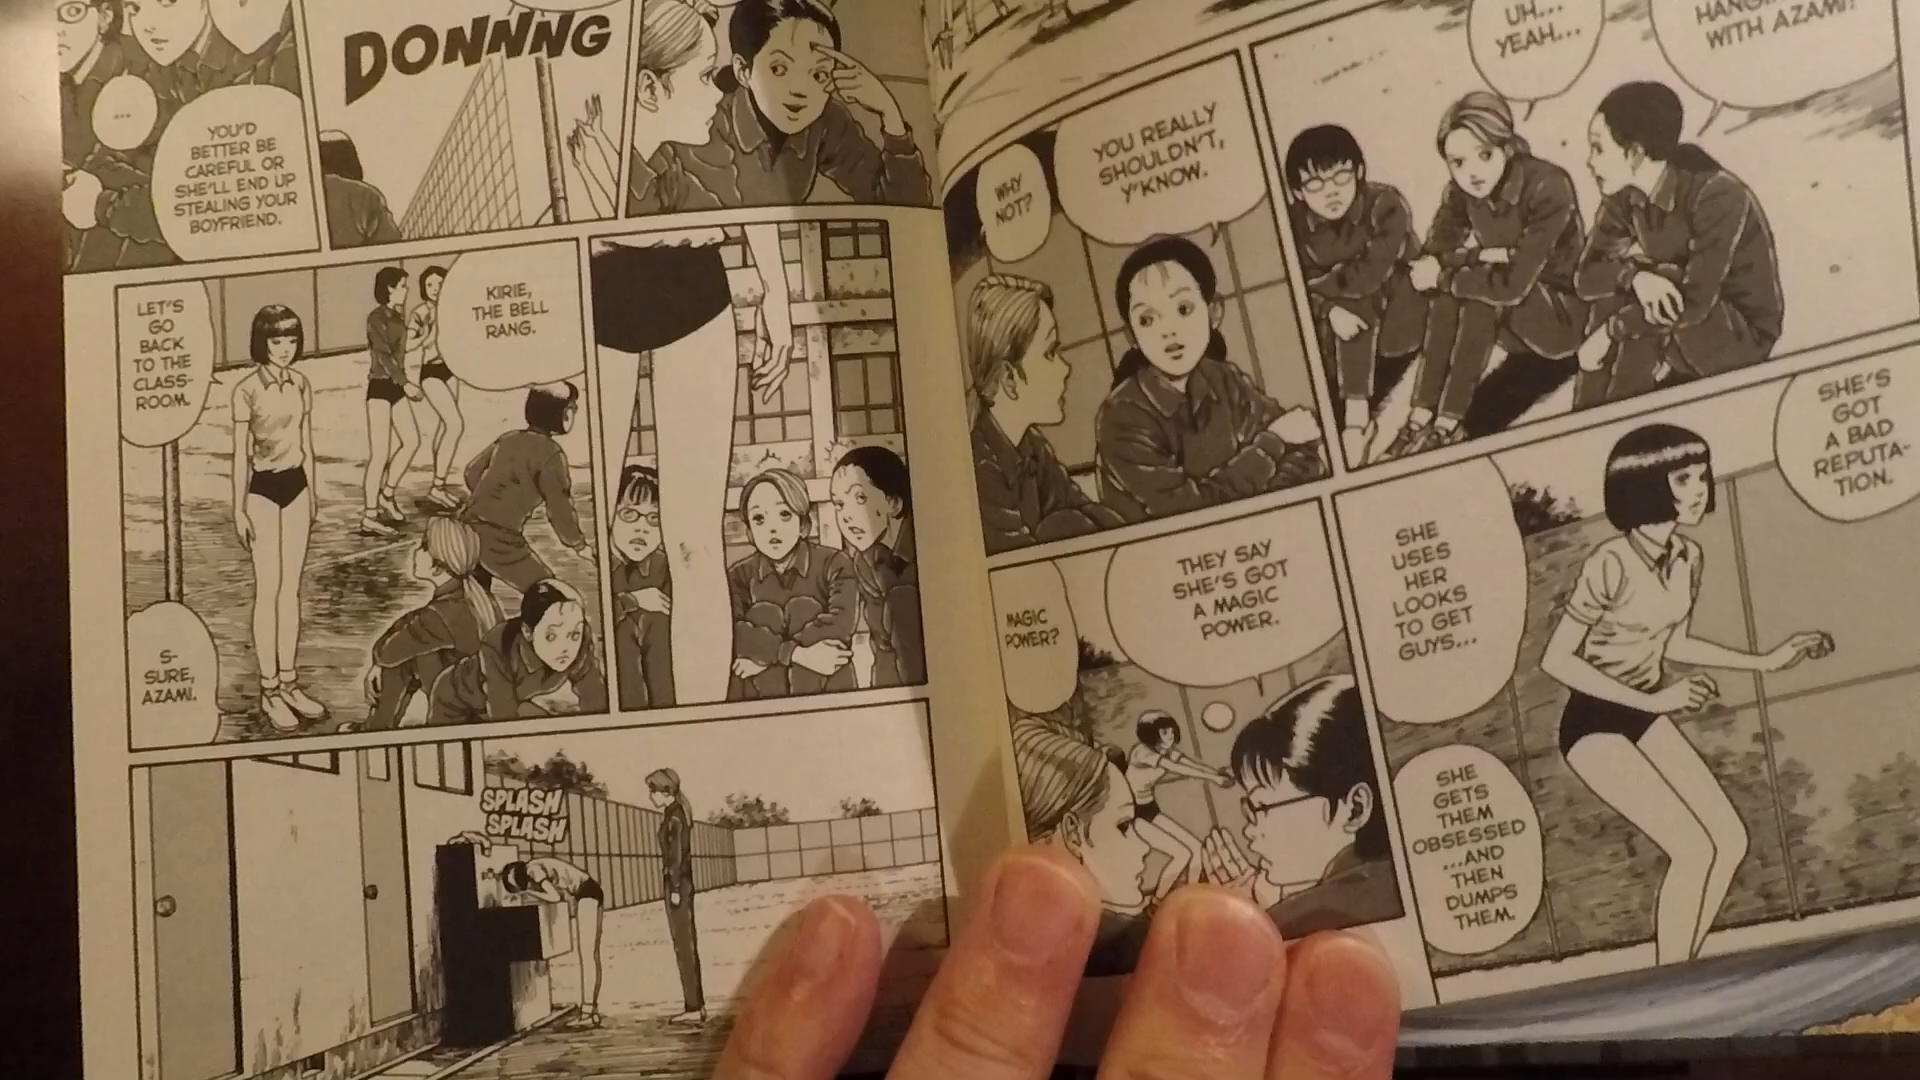 WITH AZAMI?
UH...
YEAH...
YOU REALLY
SHOULDN'T,
Y'KNOW.
WHY
NOT?
SHE'S
GOT
A BAD
REPUTA-
TION.
SHE
USES
HER
LOOKS
TO GET
GUYS...
SHE
GETS
THEM
OBSESSED
...AND
THEN
DUMPS
THEM.
THEY SAY
SHE'S GOT
A MAGIC
POWER.
MAGIC
POWER?
DONNNG
YOU'D
BETTER BE
CAREFUL OR
SHE'LL END UP
STEALING YOUR
BOYFRIEND.
...
KIRIE,
THE BELL
RANG.
LET'S
GO
BACK
TO THE
CLASS-
ROOM.
S-
SURE,
AZAMI.
SPLASH
SPLASH